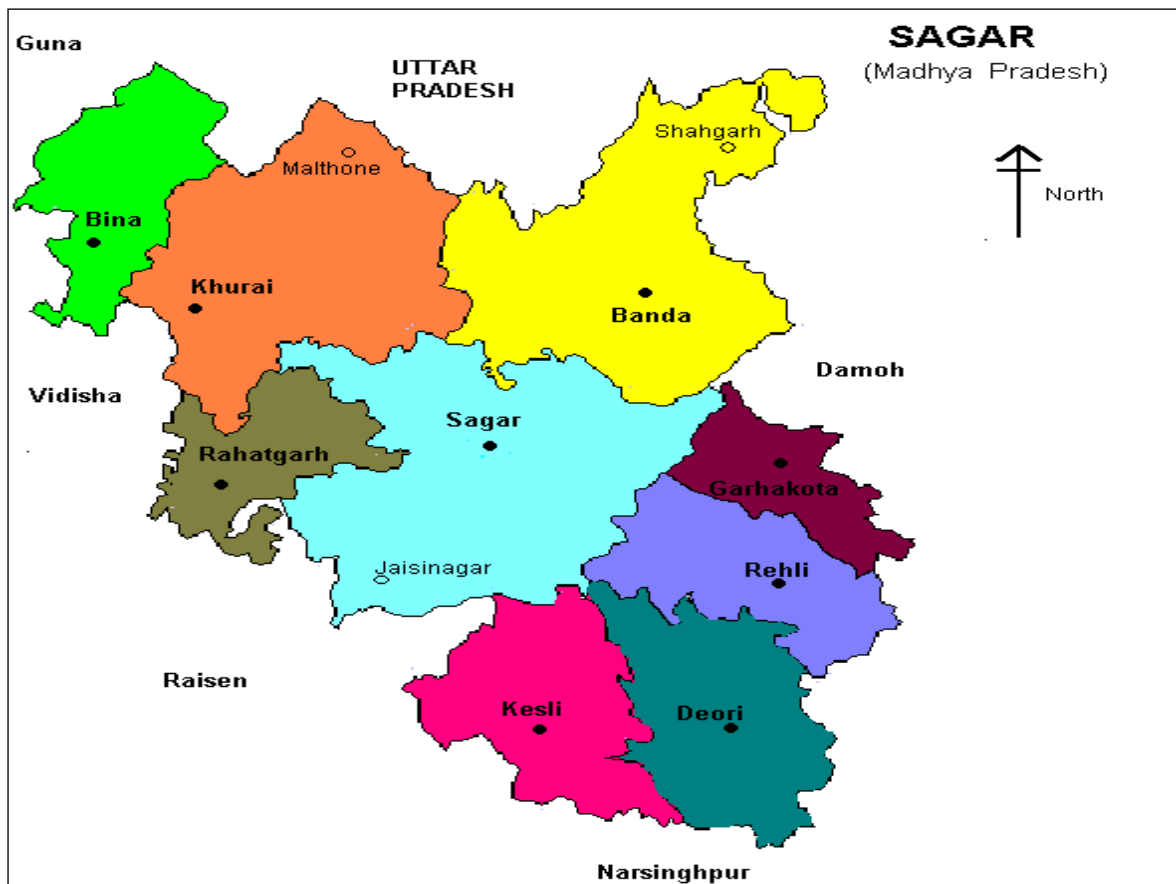 Guna
SAGAR
(Madhya Pradesh)
UTTAR
PRADESH
Shahgarh
Malthone
North
Bina
Khurai
Banda
Damoh
Vidisha
Sagar
Rahatgarh
Garhakota
Jaisinagar
Rehli
Raisen
Kesli
Deori
Narsinghpur